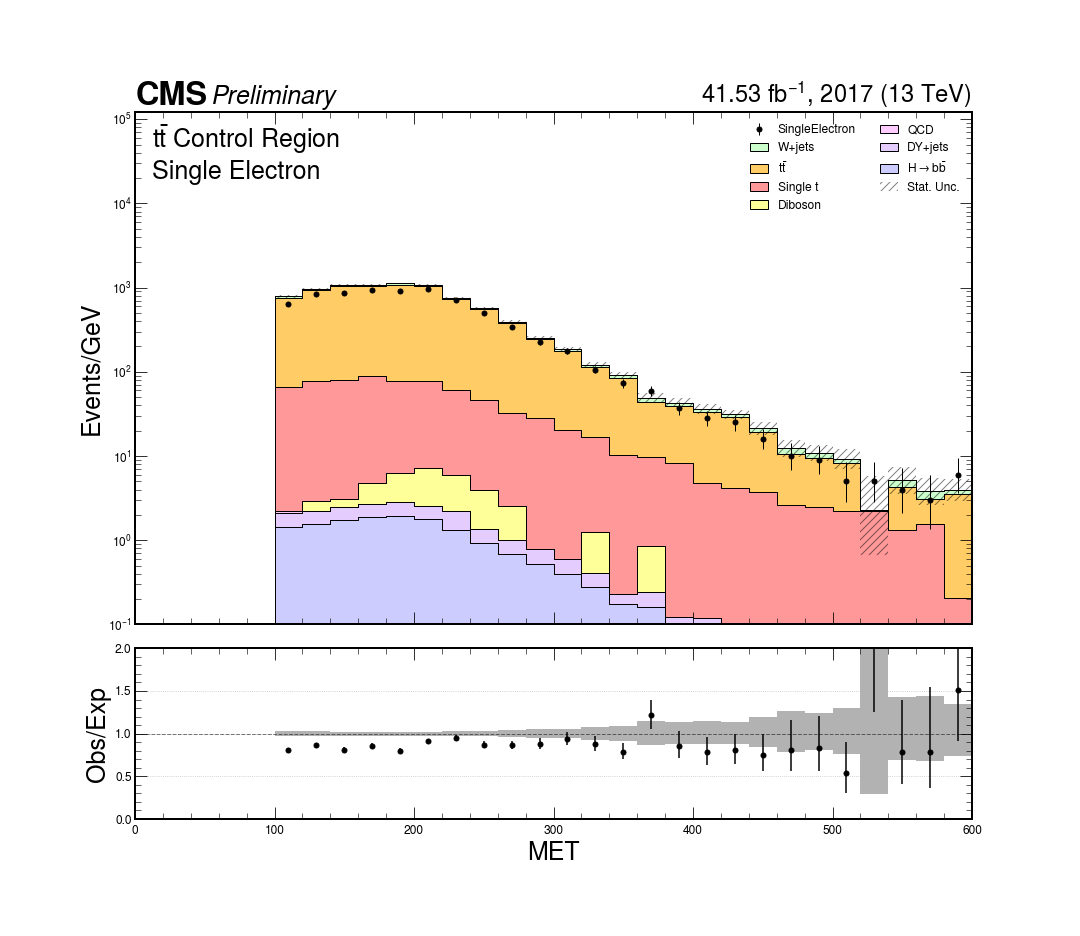 CMS Preliminary
41.53 fb⁻¹, 2017 (13 TeV)
tt̄ Control Region
Single Electron
SingleElectron
W+jets
tt̄
Single t
Diboson
QCD
DY+jets
H→bb̄
Stat. Unc.
Events/GeV
10⁵
10⁴
10³
10²
10¹
10⁰
10⁻¹
Obs/Exp
2.0
1.5
1.0
0.5
0.0
0 100 200 300 400 500 600
MET